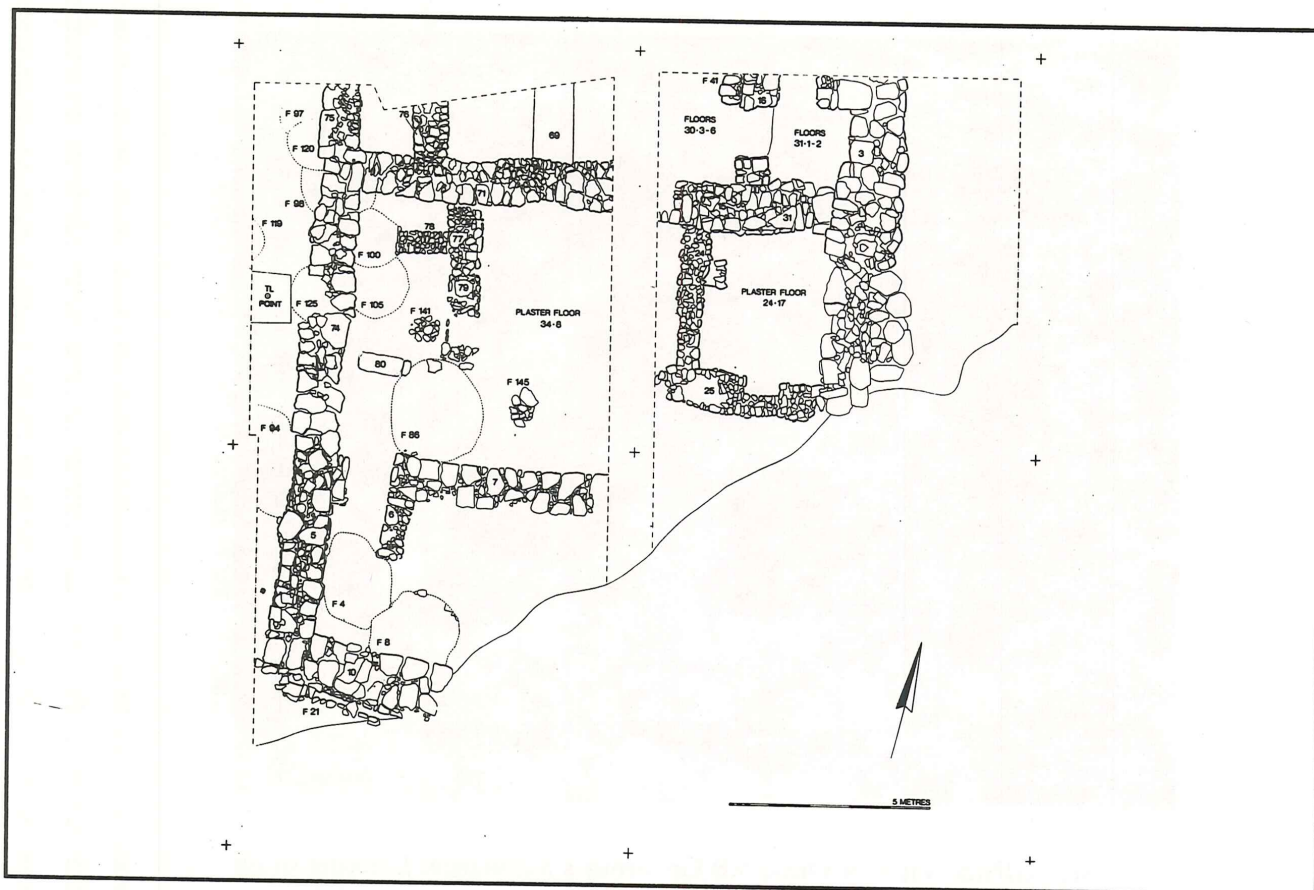 F 97
75
76
69
F 120
F 98
71
F 119
78
77
F 100
TL
POINT
F 125
F 105
79
74
F 141
PLASTER FLOOR
34·8
80
F 145
F 94
F 86
7
6
5
F 4
F 8
10
F 21
F 41
16
FLOORS
30·3·6
FLOORS
31·1·2
3
31
24
PLASTER FLOOR
24·17
25
5 METRES